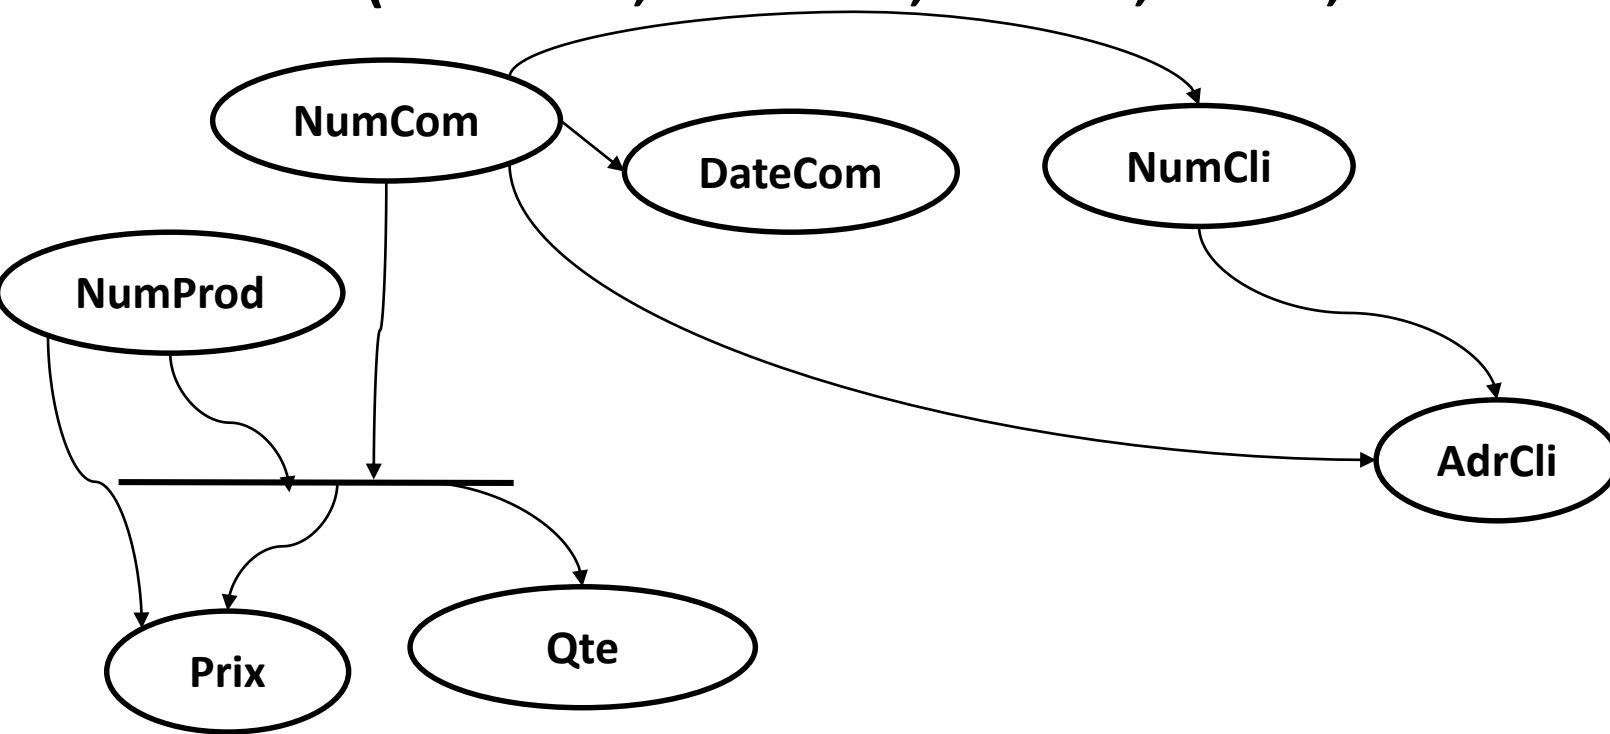 NumCom
DateCom
NumCli
NumProd
AdrCli
Prix
Qte